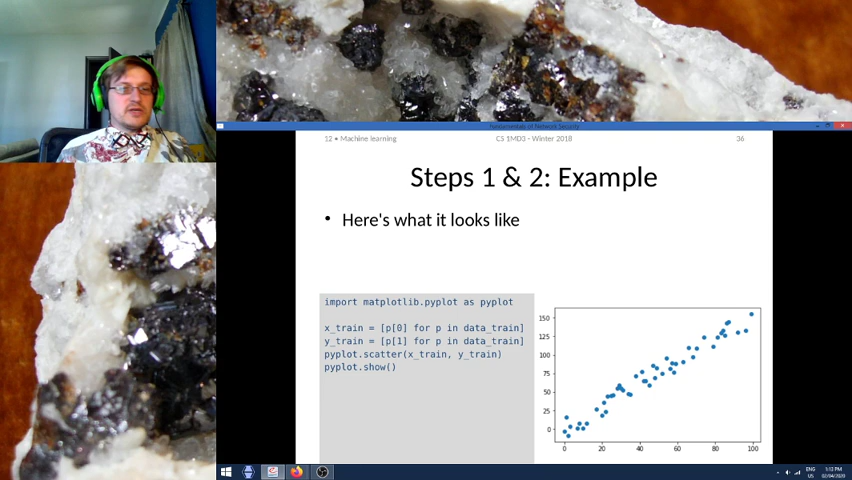 Fundamentals of Network Security
12 • Machine learning
CS 1MD3 - Winter 2018
36
Steps 1 & 2: Example
• Here's what it looks like
import matplotlib.pyplot as pyplot
x_train = [p[0] for p in data_train]
y_train = [p[1] for p in data_train]
pyplot.scatter(x_train, y_train)
pyplot.show()
150
125
100
75
50
25
0
0 20 40 60 80 100
ENG
US
1:13 PM
02/04/2020